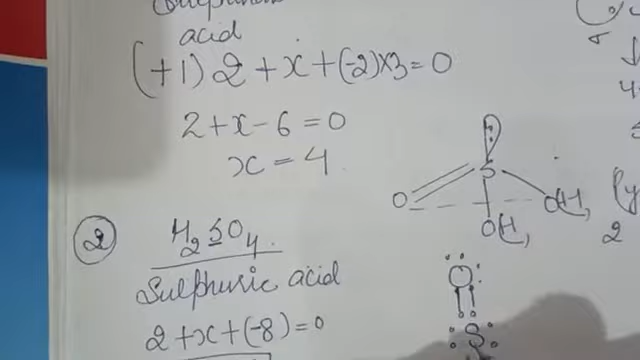 acid
(+1) 2 + x + (-2)×3 = 0
2 + x - 6 = 0
x = 4
S
O
OH,
OH,
2
② H2SO4.
Sulphuric acid
2 + x + (-8) = 0
O
S